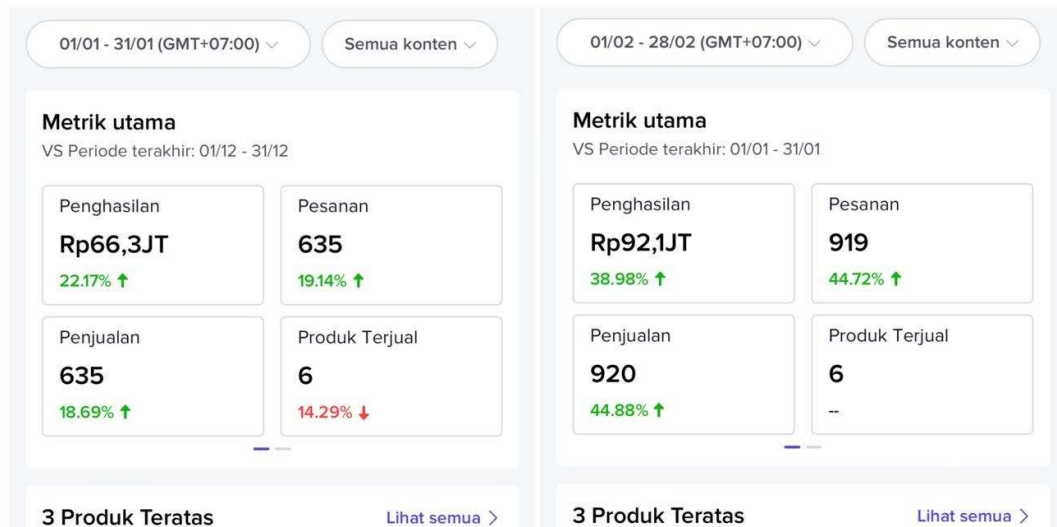 01/01 - 31/01 (GMT+07:00)
Semua konten
Metrik utama
VS Periode terakhir: 01/12 - 31/12
Penghasilan
Rp66,3JT
22.17% ↑
Pesanan
635
19.14% ↑
Penjualan
635
18.69% ↑
Produk Terjual
6
14.29% ↓
3 Produk Teratas
Lihat semua >
01/02 - 28/02 (GMT+07:00)
Semua konten
Metrik utama
VS Periode terakhir: 01/01 - 31/01
Penghasilan
Rp92,1JT
38.98% ↑
Pesanan
919
44.72% ↑
Penjualan
920
44.88% ↑
Produk Terjual
6
--
3 Produk Teratas
Lihat semua >